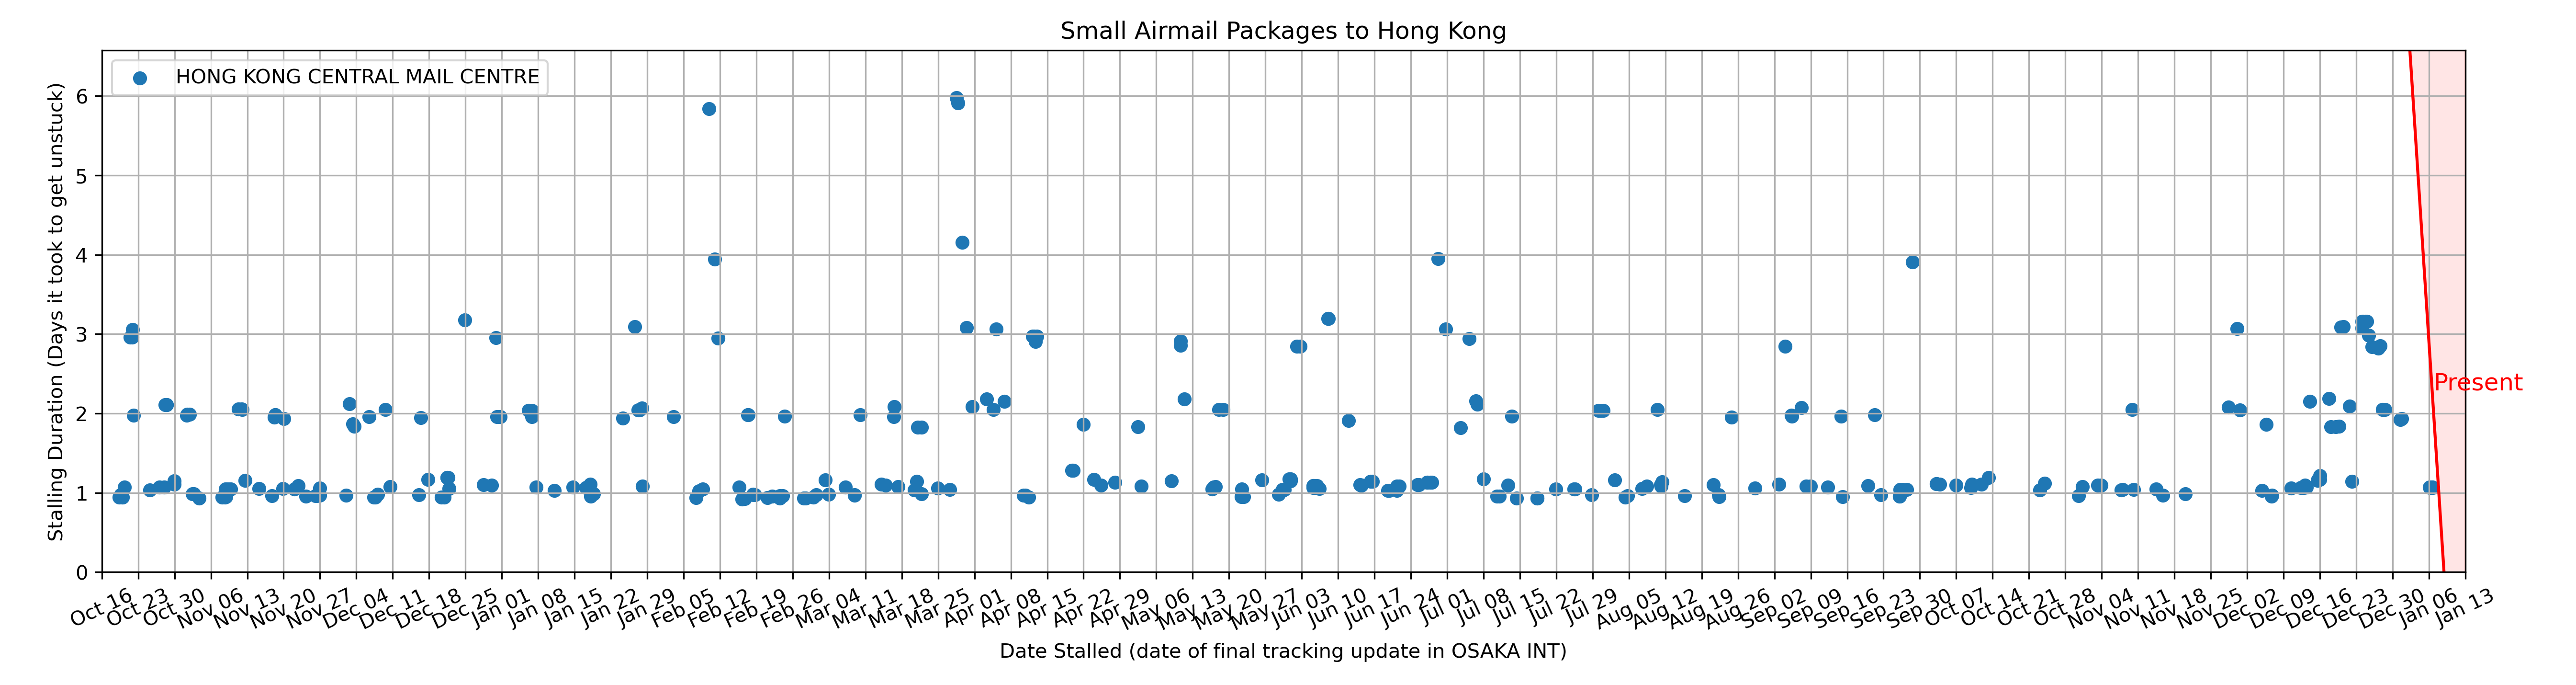 Small Airmail Packages to Hong Kong
HONG KONG CENTRAL MAIL CENTRE
Stalling Duration (Days it took to get unstuck)
6
5
4
3
2
1
0
Present
Oct 16 Oct 23 Oct 30 Nov 06 Nov 13 Nov 20 Nov 27 Dec 04 Dec 11 Dec 18 Dec 25 Jan 01 Jan 08 Jan 15 Jan 22 Jan 29 Feb 05 Feb 12 Feb 19 Feb 26 Mar 04 Mar 11 Mar 18 Mar 25 Apr 01 Apr 08 Apr 15 Apr 22 Apr 29 May 06 May 13 May 20 May 27 Jun 03 Jun 10 Jun 17 Jun 24 Jul 01 Jul 08 Jul 15 Jul 22 Jul 29 Aug 05 Aug 12 Aug 19 Aug 26 Sep 02 Sep 09 Sep 16 Sep 23 Sep 30 Oct 07 Oct 14 Oct 21 Oct 28 Nov 04 Nov 11 Nov 18 Nov 25 Dec 02 Dec 09 Dec 16 Dec 23 Dec 30 Jan 06 Jan 13
Date Stalled (date of final tracking update in OSAKA INT)